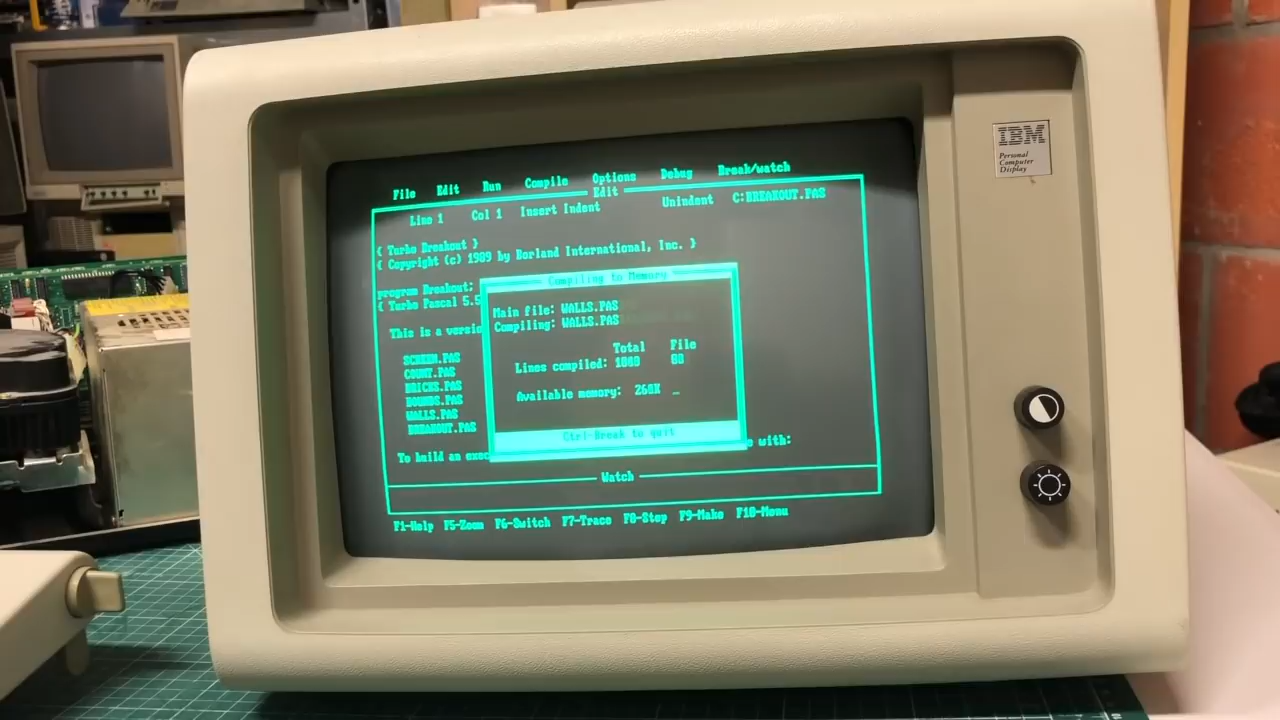 IBM
Personal
Computer
Display
File Edit Run Compile Options Debug Break/watch
Edit
Line 1 Col 1 Insert Indent Unindent C:BREAKOUT.PAS
{ Turbo Breakout }
{ Copyright (c) 1989 by Borland International, Inc. }
program Breakout;
{ Turbo Pascal 5.5
This is a versio
SCREEN.PAS
COUNT.PAS
BRICKS.PAS
BOUNDS.PAS
WALLS.PAS
BREAKOUT.PAS
To build an exec
e with:
Compiling to Memory
Main file: WALLS.PAS
Compiling: WALLS.PAS
Total File
Lines compiled:
Available memory: 260K
Ctrl-Break to quit
Watch
F1-Help F5-Zoom F6-Switch F7-Trace F8-Step F9-Make F10-Menu